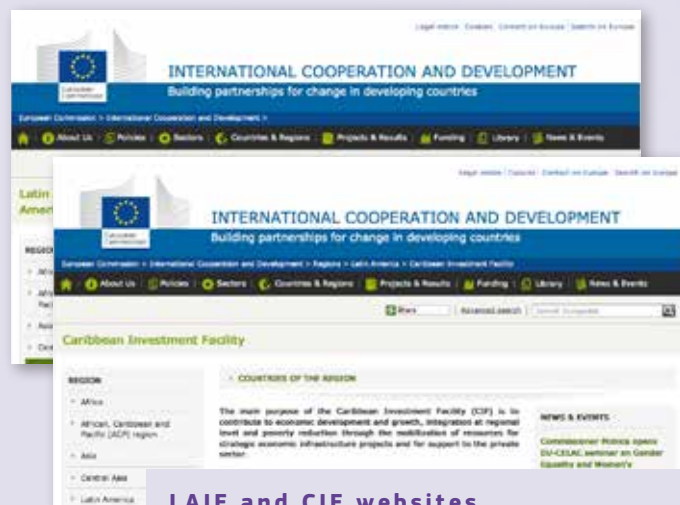 Legal notice | Cookies | Contact on Europa | Search on Europa
European
Commission
INTERNATIONAL COOPERATION AND DEVELOPMENT
Building partnerships for change in developing countries
European Commission > International Cooperation and Development >
About Us
Policies
Sectors
Countries & Regions
Projects & Results
Funding
Library
News & Events
Latin
Ameri
REGIO
Legal notice | Cookies | Contact on Europa | Search on Europa
European
Commission
INTERNATIONAL COOPERATION AND DEVELOPMENT
Building partnerships for change in developing countries
European Commission > International Cooperation and Development > Regions > Latin America > Caribbean Investment Facility
About Us
Policies
Sectors
Countries & Regions
Projects & Results
Funding
Library
News & Events
Share
Advanced search
Caribbean Investment Facility
REGION
Africa
African, Caribbean and
Pacific (ACP) region
Asia
Central Asia
Latin America
COUNTRIES OF THE REGION
The main purpose of the Caribbean Investment Facility (CIF) is to
contribute to economic development and growth, integration at regional
level and poverty reduction through the mobilization of resources for
strategic economic infrastructure projects and for support to the private
sector.
NEWS & EVENTS
Commissioner Mimica opens
EU-CELAC seminar on Gender
Equality and Women's
LAIF and CIF websites